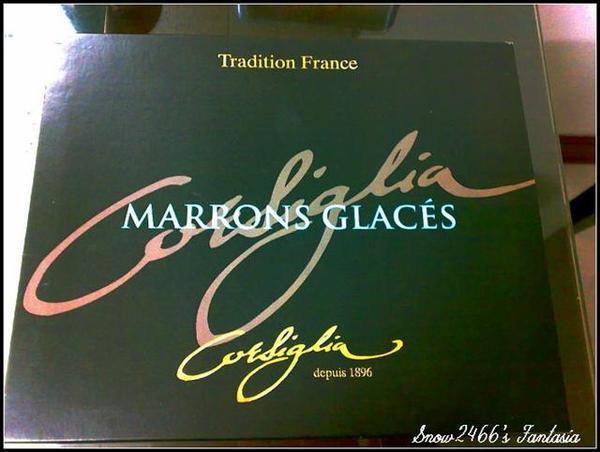 Tradition France
Corsiglia
MARRONS GLACÉS
Corsiglia
depuis 1896
Snow2466's Fantasia